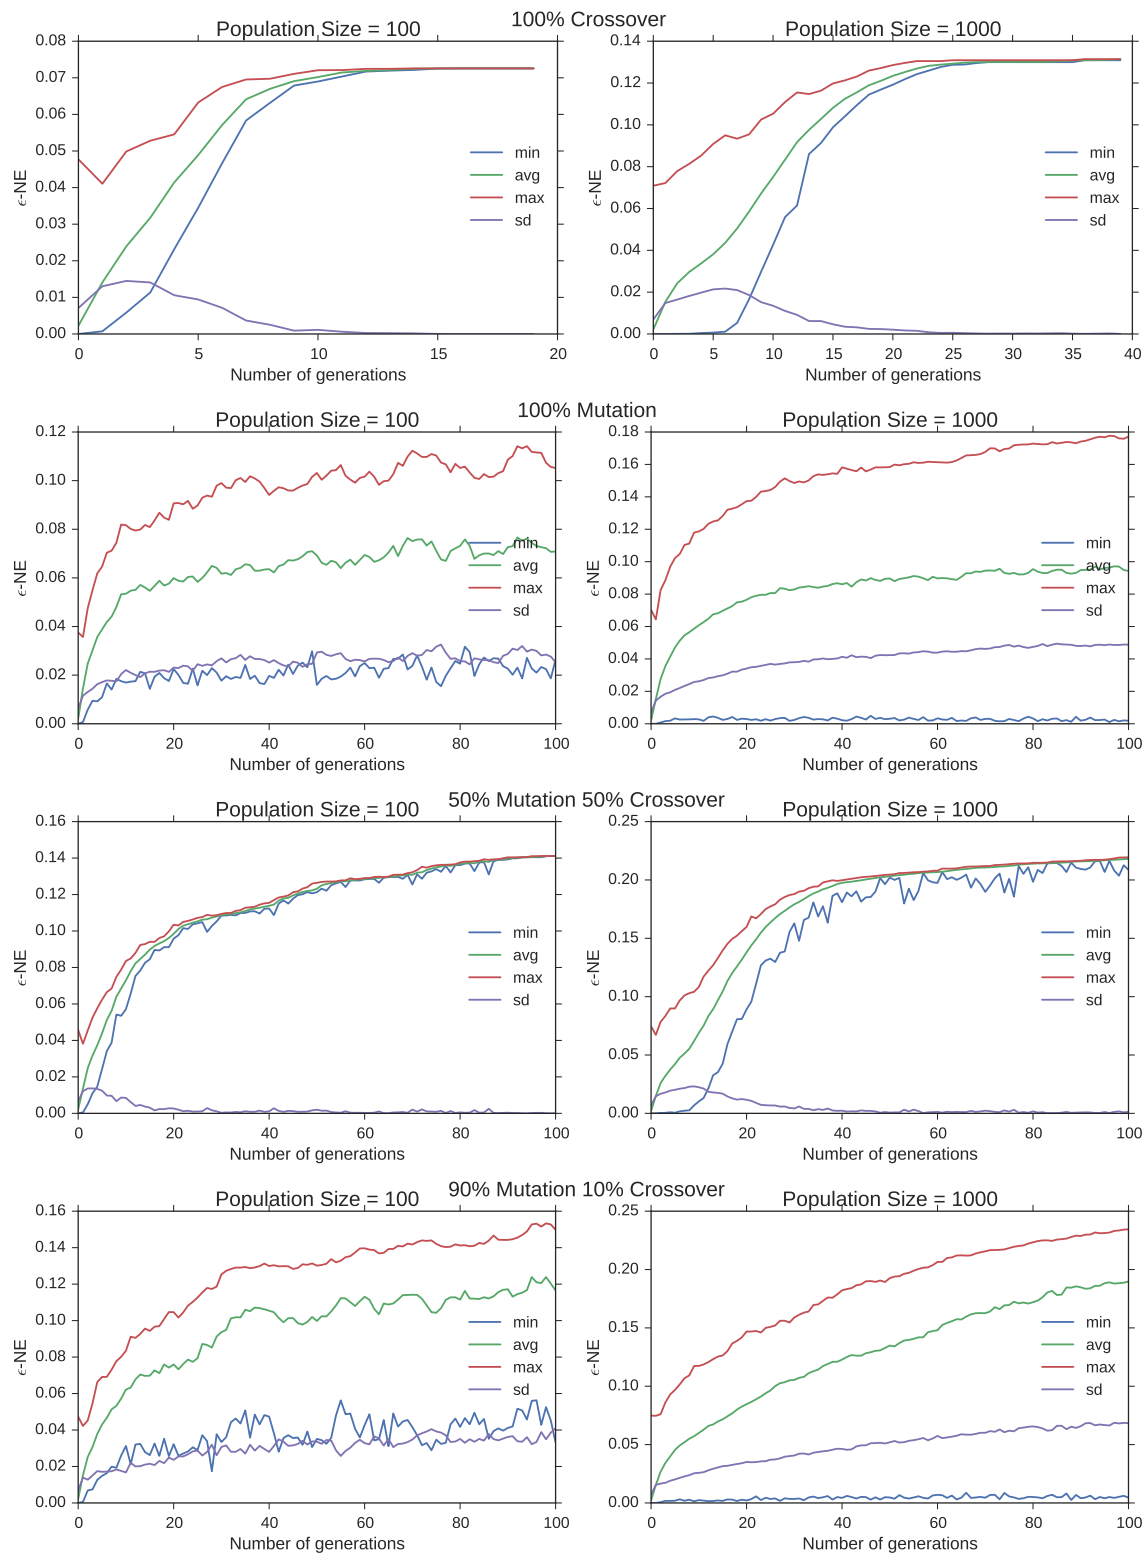 100% Crossover
Population Size = 100
Population Size = 1000
0.08
0.07
0.06
0.05
0.04
0.03
0.02
0.01
0.00
ϵ-NE
min
avg
max
sd
0 5 10 15 20
Number of generations
0.14
0.12
0.10
0.08
0.06
0.04
0.02
0.00
ϵ-NE
min
avg
max
sd
0 5 10 15 20 25 30 35 40
Number of generations
100% Mutation
Population Size = 100
Population Size = 1000
0.12
0.10
0.08
0.06
0.04
0.02
0.00
ϵ-NE
min
avg
max
sd
0 20 40 60 80 100
Number of generations
0.18
0.16
0.14
0.12
0.10
0.08
0.06
0.04
0.02
0.00
ϵ-NE
min
avg
max
sd
0 20 40 60 80 100
Number of generations
50% Mutation 50% Crossover
Population Size = 100
Population Size = 1000
0.16
0.14
0.12
0.10
0.08
0.06
0.04
0.02
0.00
ϵ-NE
min
avg
max
sd
0 20 40 60 80 100
Number of generations
0.25
0.20
0.15
0.10
0.05
0.00
ϵ-NE
min
avg
max
sd
0 20 40 60 80 100
Number of generations
90% Mutation 10% Crossover
Population Size = 100
Population Size = 1000
0.16
0.14
0.12
0.10
0.08
0.06
0.04
0.02
0.00
ϵ-NE
min
avg
max
sd
0 20 40 60 80 100
Number of generations
0.25
0.20
0.15
0.10
0.05
0.00
ϵ-NE
min
avg
max
sd
0 20 40 60 80 100
Number of generations